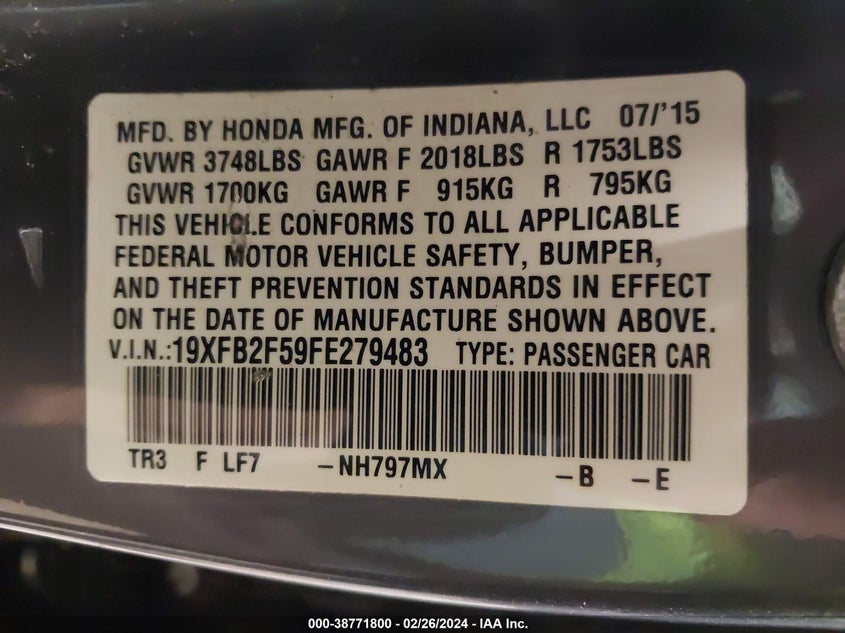 MFD. BY HONDA MFG. OF INDIANA, LLC 07/'15
GVWR 3748LBS GAWR F 2018LBS R 1753LBS
GVWR 1700KG GAWR F 915KG R 795KG
THIS VEHICLE CONFORMS TO ALL APPLICABLE
FEDERAL MOTOR VEHICLE SAFETY, BUMPER,
AND THEFT PREVENTION STANDARDS IN EFFECT
ON THE DATE OF MANUFACTURE SHOWN ABOVE.
V.I.N.:19XFB2F59FE279483 TYPE: PASSENGER CAR
TR3 F LF7 –NH797MX –B –E
000-38771800 - 02/26/2024 - IAA Inc.